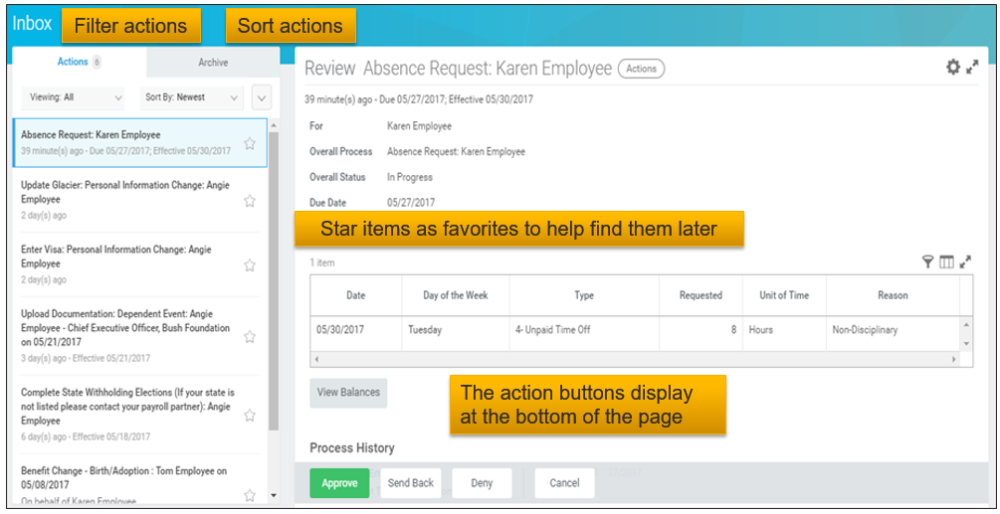 Inbox
Filter actions
Sort actions
Actions 6
Archive
Viewing: All
Sort By: Newest
Absence Request: Karen Employee
39 minute(s) ago - Due 05/27/2017; Effective 05/30/2017
Update Glacier: Personal Information Change: Angie
Employee
2 day(s) ago
Enter Visa: Personal Information Change: Angie
Employee
2 day(s) ago
Upload Documentation: Dependent Event: Angie
Employee - Chief Executive Officer, Bush Foundation
on 05/21/2017
3 day(s) ago - Effective 05/21/2017
Complete State Withholding Elections (If your state is
not listed please contact your payroll partner): Angie
Employee
6 day(s) ago - Effective 05/18/2017
Benefit Change - Birth/Adoption : Tom Employee on
05/08/2017
On behalf of Karen Employee
Review Absence Request: Karen Employee Actions
39 minute(s) ago - Due 05/27/2017; Effective 05/30/2017
For Karen Employee
Overall Process Absence Request: Karen Employee
Overall Status In Progress
Due Date 05/27/2017
Star items as favorites to help find them later
1 item
Date Day of the Week Type Requested Unit of Time Reason
05/30/2017 Tuesday 4- Unpaid Time Off 8 Hours Non-Disciplinary
View Balances
The action buttons display
at the bottom of the page
Process History
Approve Send Back Deny Cancel